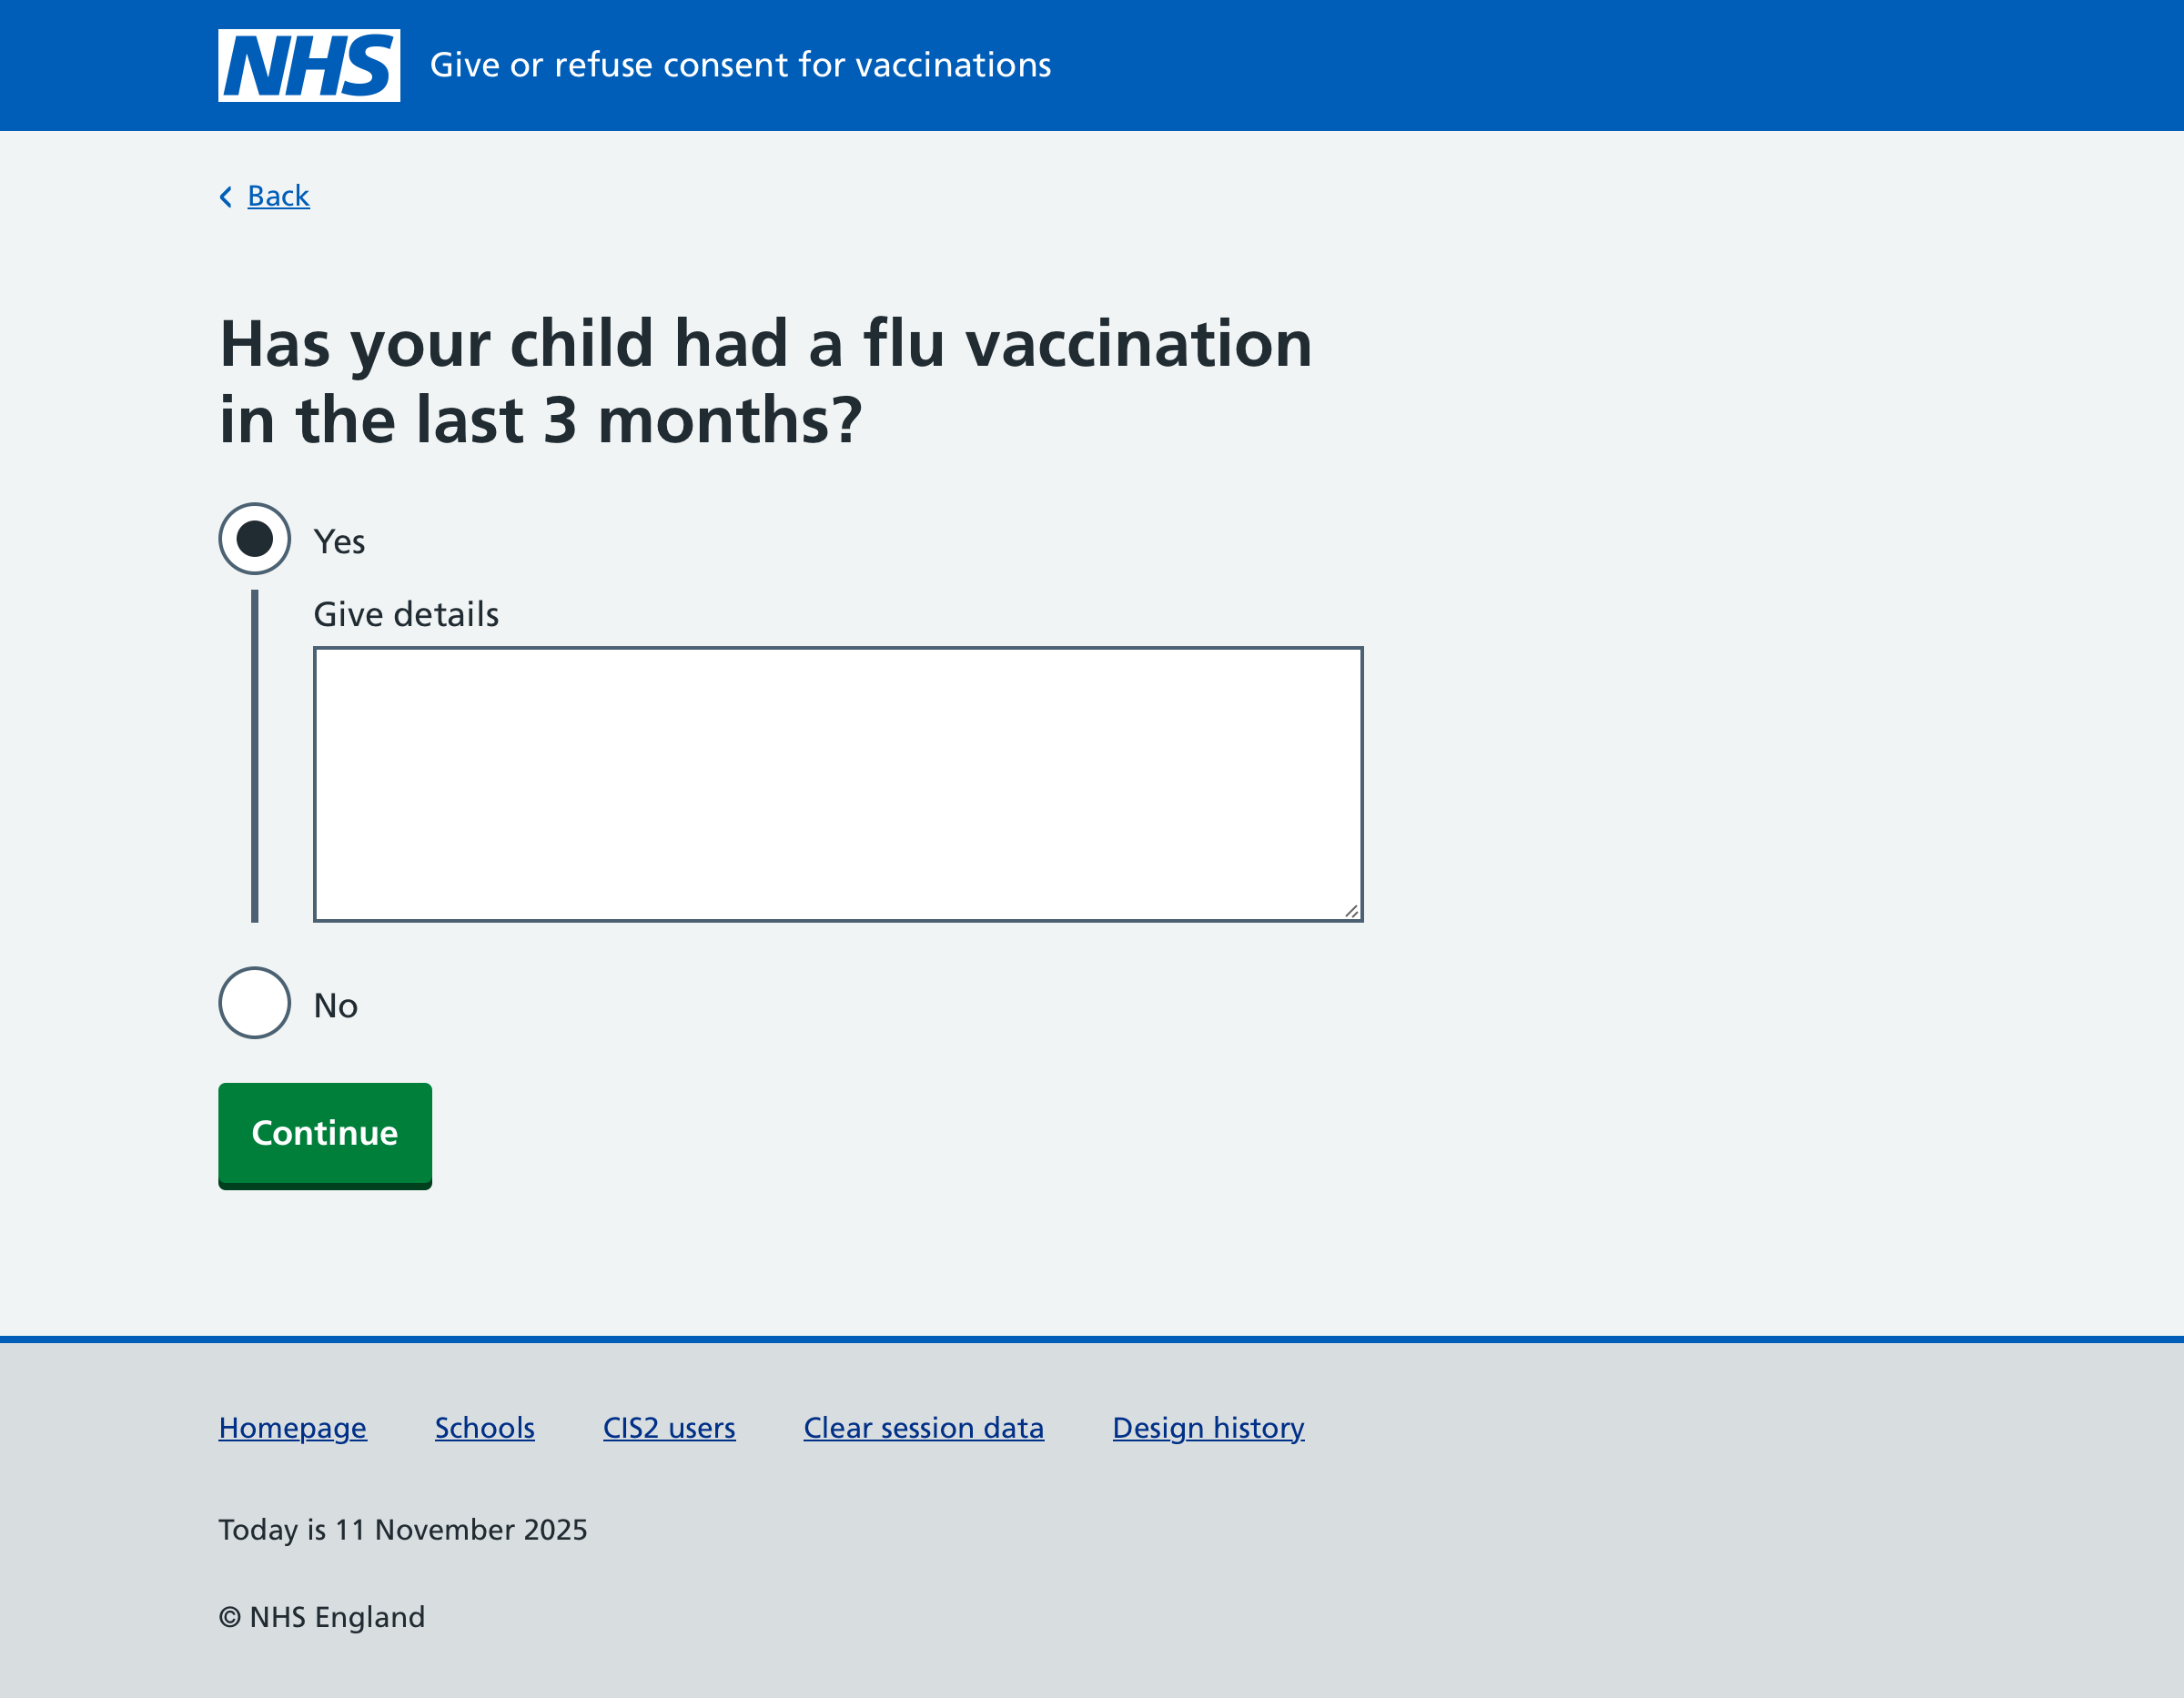 NHS Give or refuse consent for vaccinations
Back
Has your child had a flu vaccination
in the last 3 months?
Yes
Give details
No
Continue
Homepage Schools CIS2 users Clear session data Design history
Today is 11 November 2025
© NHS England